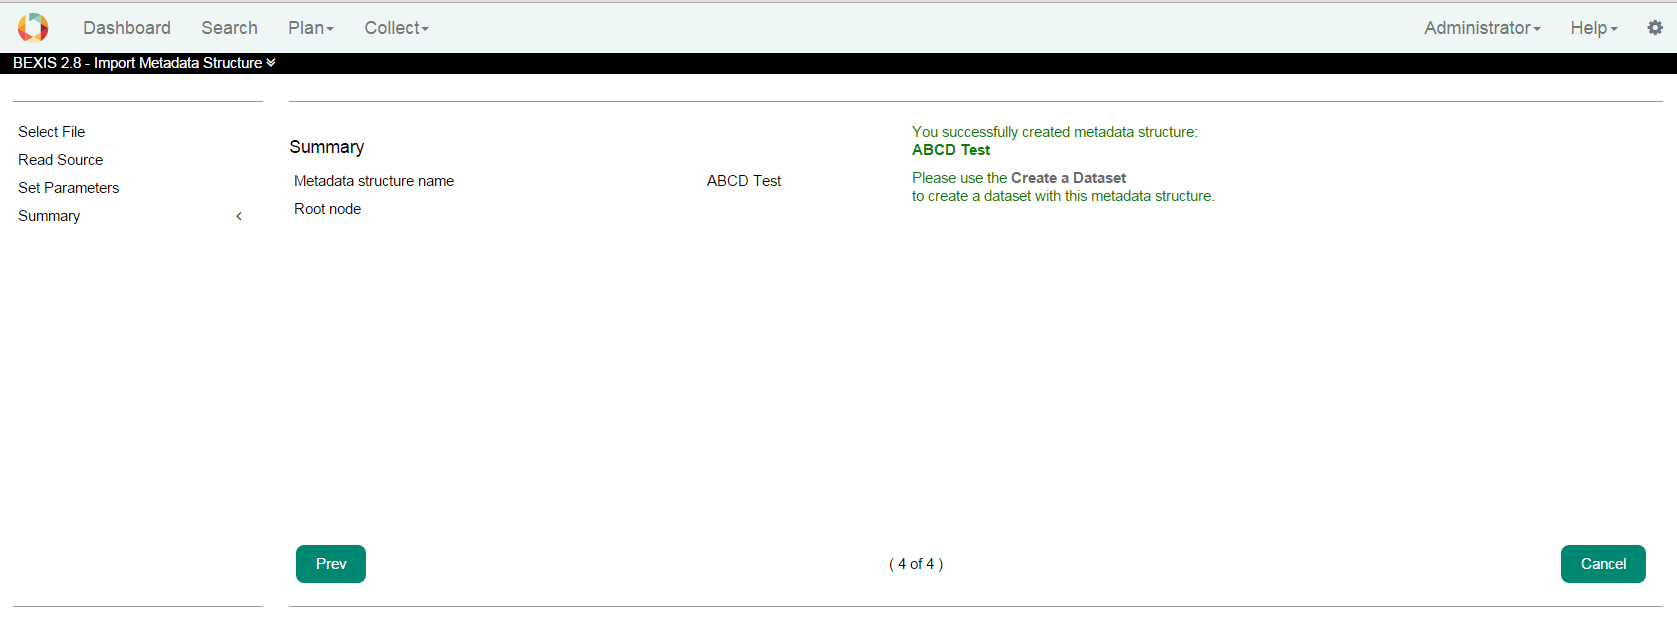 Dashboard Search Plan Collect Administrator Help
BEXIS 2.8 - Import Metadata Structure
Select File
Read Source
Set Parameters
Summary <
Summary
Metadata structure name ABCD Test
Root node
You successfully created metadata structure:
ABCD Test
Please use the Create a Dataset
to create a dataset with this metadata structure.
Prev ( 4 of 4 ) Cancel